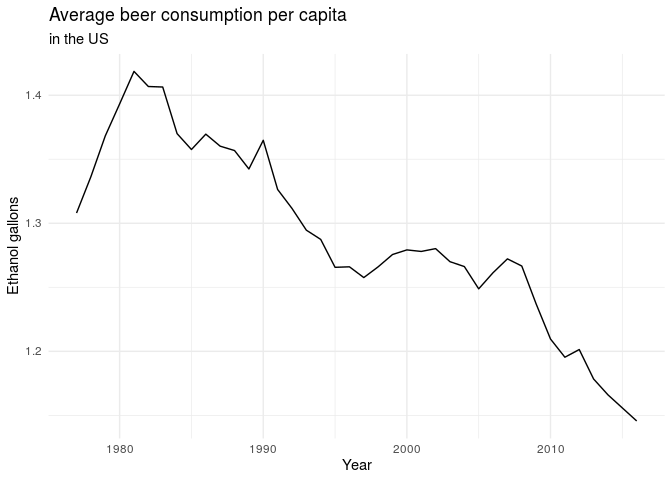 Average beer consumption per capita
in the US
1.4
1.3
1.2
Ethanol gallons
1980 1990 2000 2010
Year